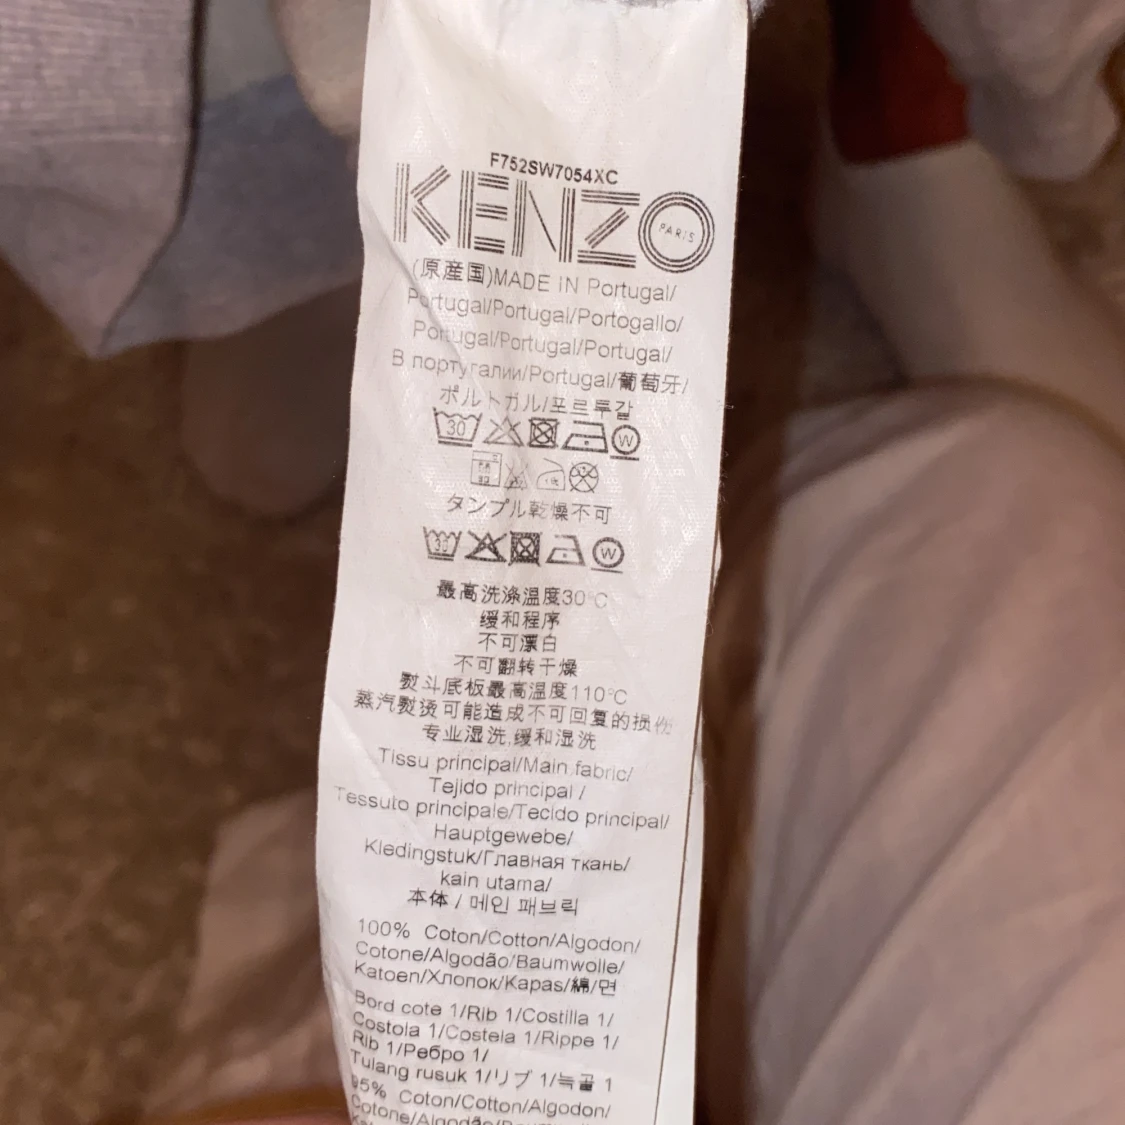 F752SW7054XC
KENZO
PARIS
(原産国)MADE IN Portugal/
Portugal/Portugal/Portogallo/
Portugal/Portugal/Portugal/
В португалии/Portugal/葡萄牙/
ポルトガル/포르투갈
30 W
タンプル乾燥不可
30 W
最高洗涤温度30°C
缓和程序
不可漂白
不可翻转干燥
熨斗底板最高温度110°C
蒸汽熨烫可能造成不可回复的损伤
专业湿洗,缓和湿洗
Tissu principal/Main fabric/
Tejido principal /
Tessuto principale/Tecido principal/
Hauptgewebe/
Kledingstuk/Главная ткань/
kain utama/
本体 / 메인 패브릭
100% Coton/Cotton/Algodon/
Cotone/Algodão/Baumwolle/
Katoen/Хлопок/Kapas/綿/면
Bord cote 1/Rib 1/Costilla 1/
Costola 1/Costela 1/Rippe 1/
Rib 1/Ребро 1/
Tulang rusuk 1/リブ 1/늑골 1
95% Coton/Cotton/Algodon/
Cotone/Algodão/